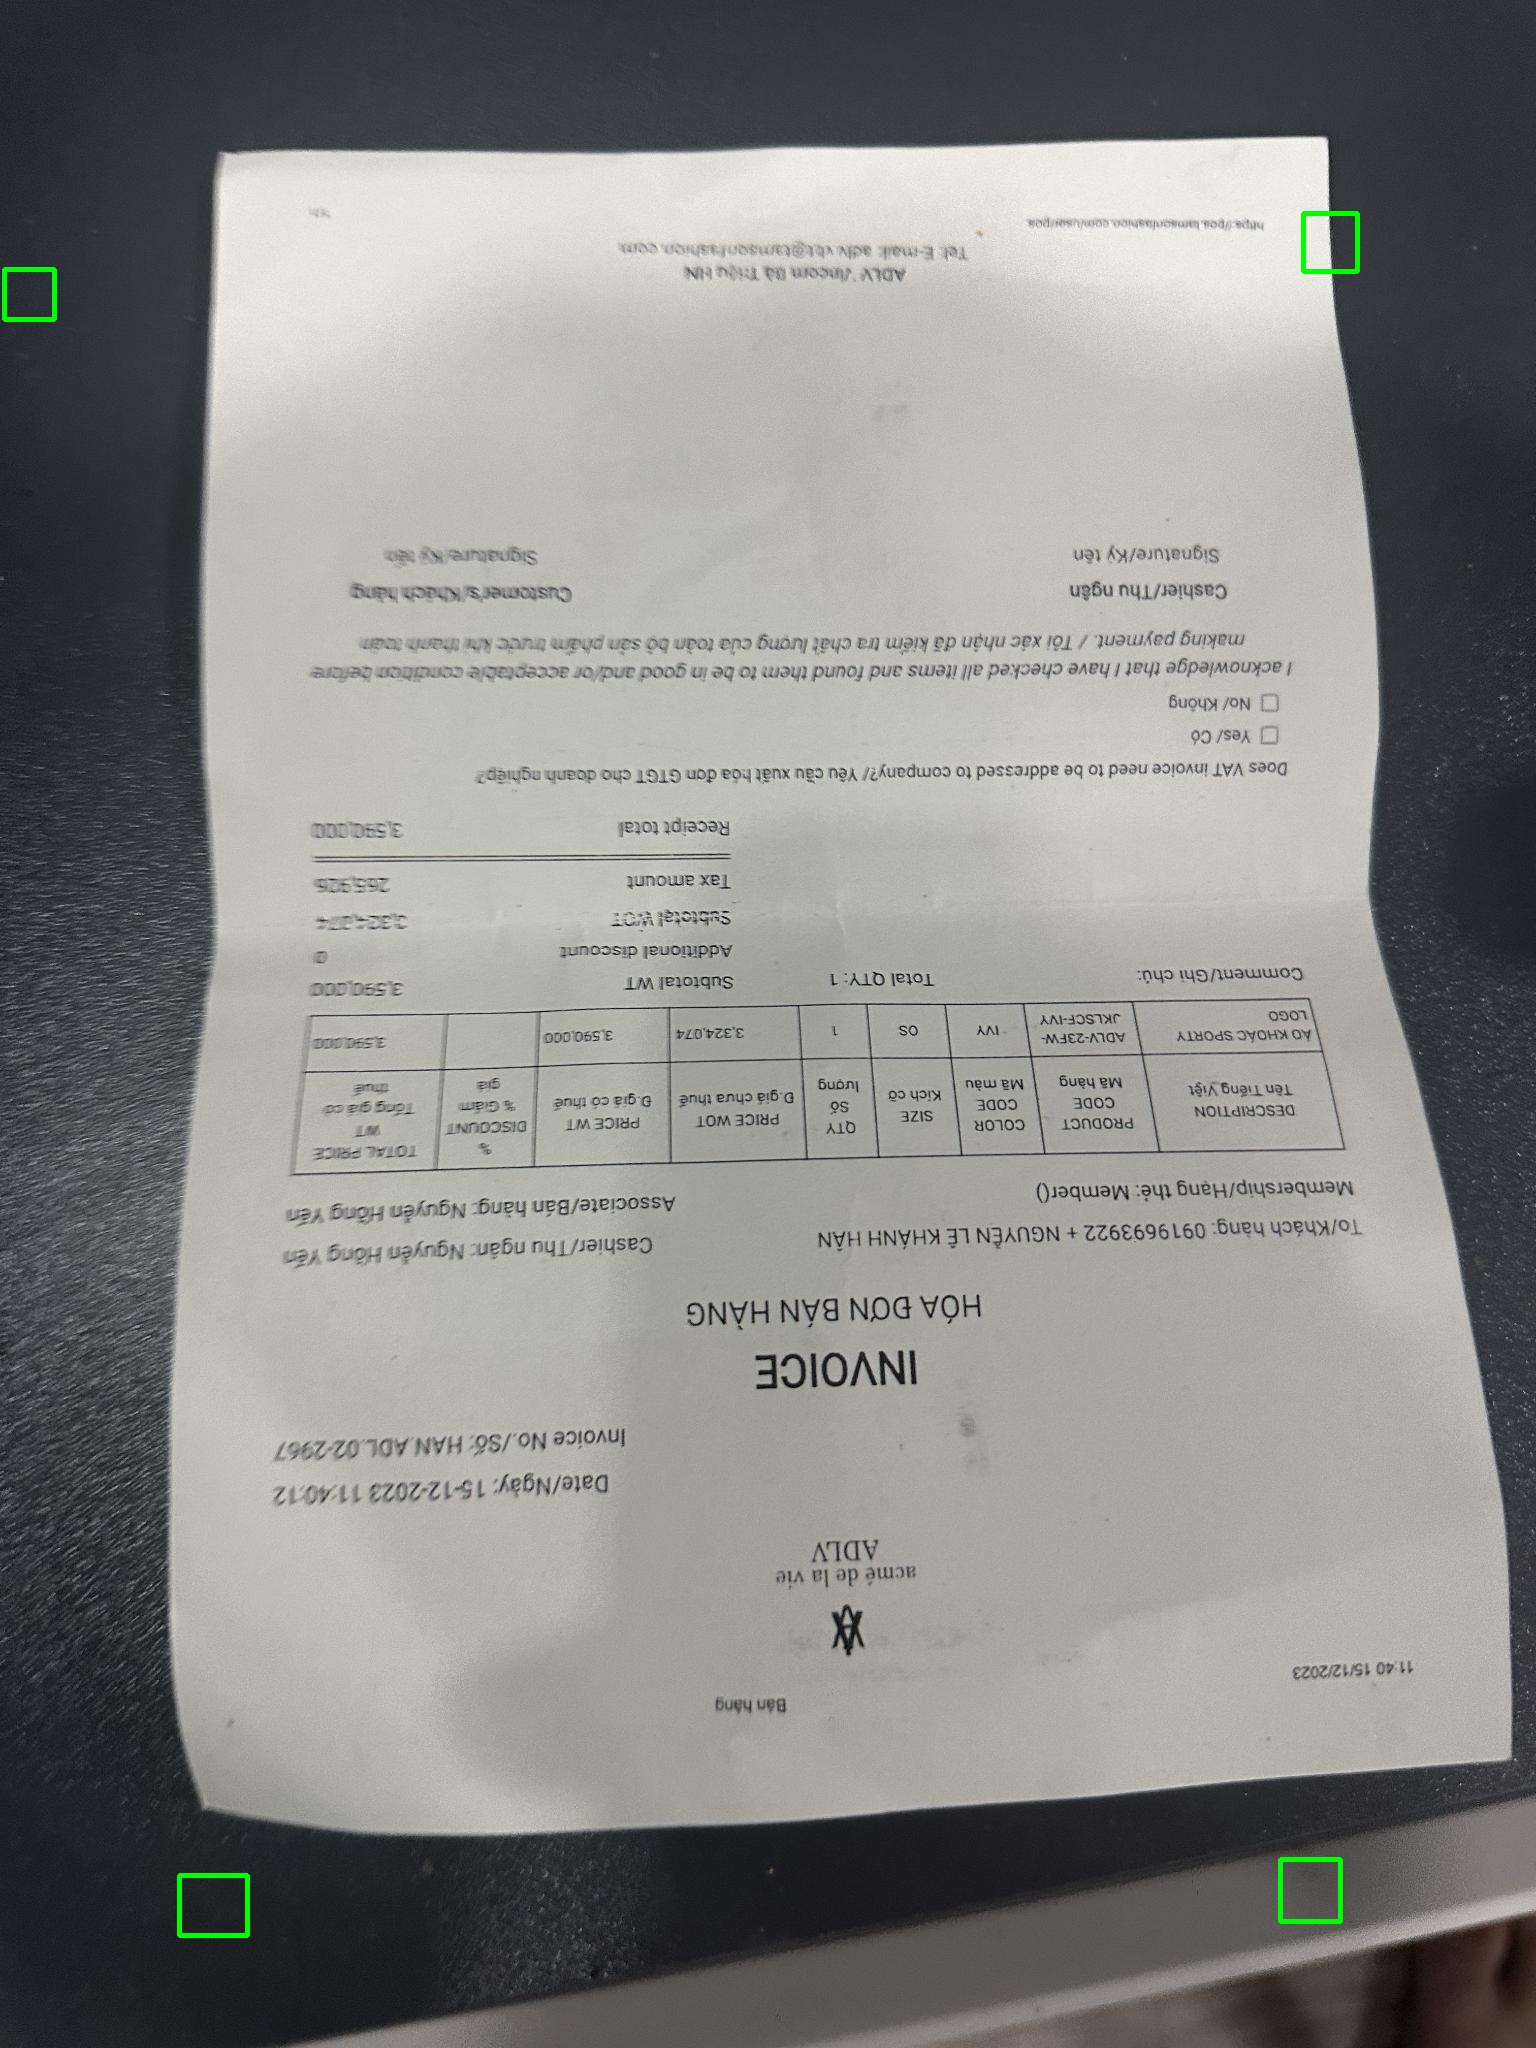 11:40 15/12/2023
Bán hàng
acmé de la vie
ADLV
Date/Ngày: 15-12-2023 11:40:12
Invoice No./Số: HAN.ADL.02-2967
INVOICE
HÓA ĐƠN BÁN HÀNG
To/Khách hàng: 0919693922 + NGUYỄN LÊ KHÁNH HÂN
Cashier/Thu ngân: Nguyễn Hồng Yến
Membership/Hạng thẻ: Member()
Associate/Bán hàng: Nguyễn Hồng Yến
DESCRIPTION Tên Tiếng Việt
PRODUCT CODE Mã hàng
COLOR CODE Mã màu
SIZE Kích cỡ
QTY Số lượng
PRICE WOT Đ.giá chưa thuế
PRICE WT Đ.giá có thuế
% DISCOUNT % Giảm giá
TOTAL PRICE WT Tổng giá có thuế
ÁO KHOÁC SPORTY LOGO
ADLV-23FW-JKLSCF-IVY
IVY
OS
1
3,324,074
3,590,000
3,590,000
Comment/Ghi chú:
Total QTY: 1
Subtotal WT 3,590,000
Additional discount 0
Subtotal WOT 3,324,074
Tax amount 265,926
Receipt total 3,590,000
Does VAT invoice need to be addressed to company?/ Yêu cầu xuất hóa đơn GTGT cho doanh nghiệp?
Yes/ Có
No/ Không
I acknowledge that I have checked all items and found them to be in good and/or acceptable condition before
making payment. / Tôi xác nhận đã kiểm tra chất lượng của toàn bộ sản phẩm trước khi thanh toán
Cashier/Thu ngân
Customer's/Khách hàng
Signature/Ký tên
Signature/Ký tên
ADLV Vincom Bà Triệu HN
Tel: E-mail: adlv.vbt@tamsonfashion.com
https://pos.tamsonfashion.com/user/pos